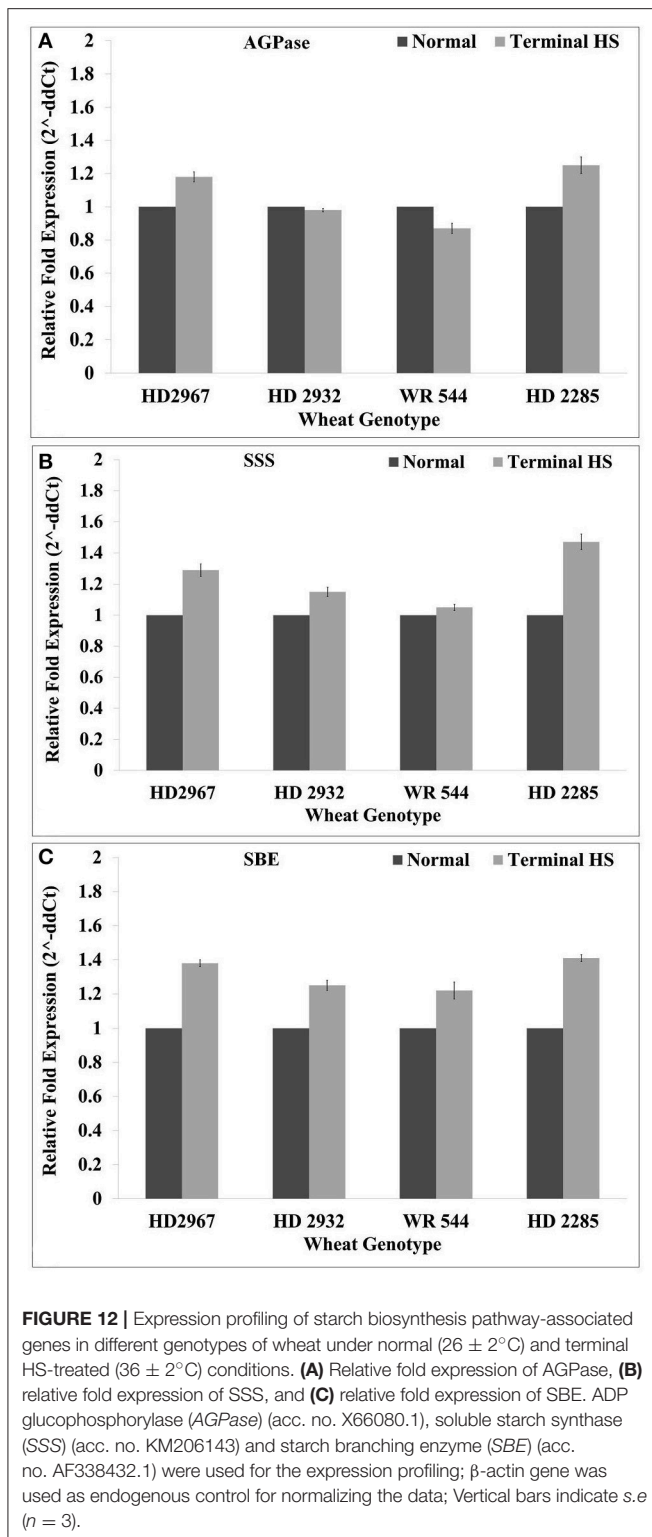 A
AGPase
Normal
Terminal HS
Relative Fold Expression (2^-ddCt)
2
1.8
1.6
1.4
1.2
1
0.8
0.6
0.4
0.2
0
HD2967
HD 2932
WR 544
HD 2285
Wheat Genotype
B
SSS
Normal
Terminal HS
Relative Fold Expression (2^-ddCt)
2
1.8
1.6
1.4
1.2
1
0.8
0.6
0.4
0.2
0
HD2967
HD 2932
WR 544
HD 2285
Wheat Genotype
C
SBE
Normal
Terminal HS
Relative Fold Expression (2^-ddCt)
2
1.8
1.6
1.4
1.2
1
0.8
0.6
0.4
0.2
0
HD2967
HD 2932
WR 544
HD 2285
Wheat Genotype
FIGURE 12 | Expression profiling of starch biosynthesis pathway-associated
genes in different genotypes of wheat under normal (26 ± 2°C) and terminal
HS-treated (36 ± 2°C) conditions. (A) Relative fold expression of AGPase, (B)
relative fold expression of SSS, and (C) relative fold expression of SBE. ADP
glucophosphorylase (AGPase) (acc. no. X66080.1), soluble starch synthase
(SSS) (acc. no. KM206143) and starch branching enzyme (SBE) (acc.
no. AF338432.1) were used for the expression profiling; β-actin gene was
used as endogenous control for normalizing the data; Vertical bars indicate s.e
(n = 3).